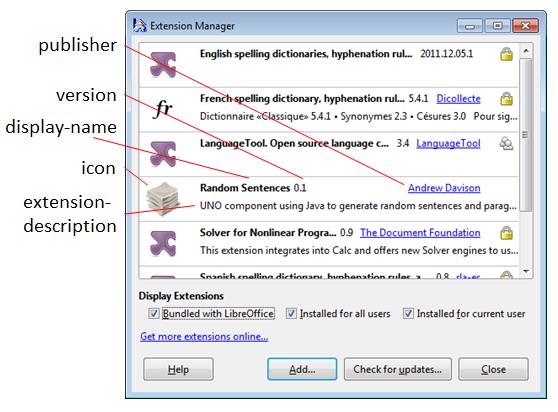 publisher
version
display-name
icon
extension-
description
Extension Manager
English spelling dictionaries, hyphenation rul... 2011.12.05.1
fr
French spelling dictionary, hyphenation rul... 5.4.1 Dicollecte
Dictionnaire «Classique» 5.4.1 • Synonymes 2.3 • Césures 3.0 Pour sig...
LanguageTool. Open source language c... 3.4 LanguageTool
Random Sentences 0.1 Andrew Davison
UNO component using Java to generate random sentences and parag...
Solver for Nonlinear Progra... 0.9 The Document Foundation
This extension integrates into Calc and offers new Solver engines to us...
Spanish spelling dictionary, hyphenation rules, a... 0.8 rla-es
Display Extensions
Bundled with LibreOffice Installed for all users Installed for current user
Get more extensions online...
Help Add... Check for updates... Close